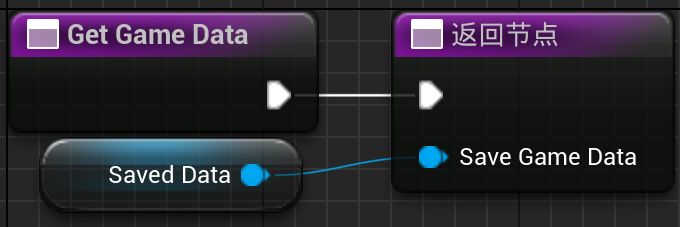 Get Game Data
返回节点
Saved Data
Save Game Data